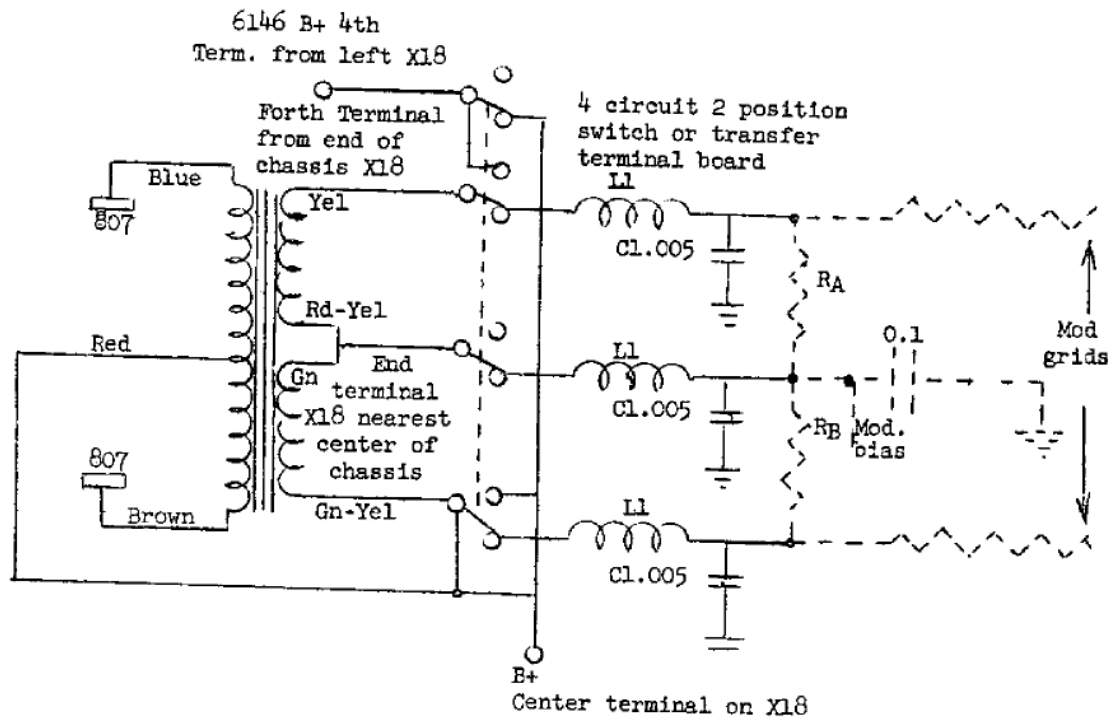 6146 B+ 4th
Term. from left X18
Forth Terminal
from end of
chassis X18
4 circuit 2 position
switch or transfer
terminal board
Blue
807
Yel
L1
C1.005
RA
Rd-Yel
Red
Gn
End
terminal
X18 nearest
center of
chassis
L1
C1.005
0.1
Mod
grids
RB
Mod.
bias
807
Brown
Gn-Yel
L1
C1.005
B+
Center terminal on X18